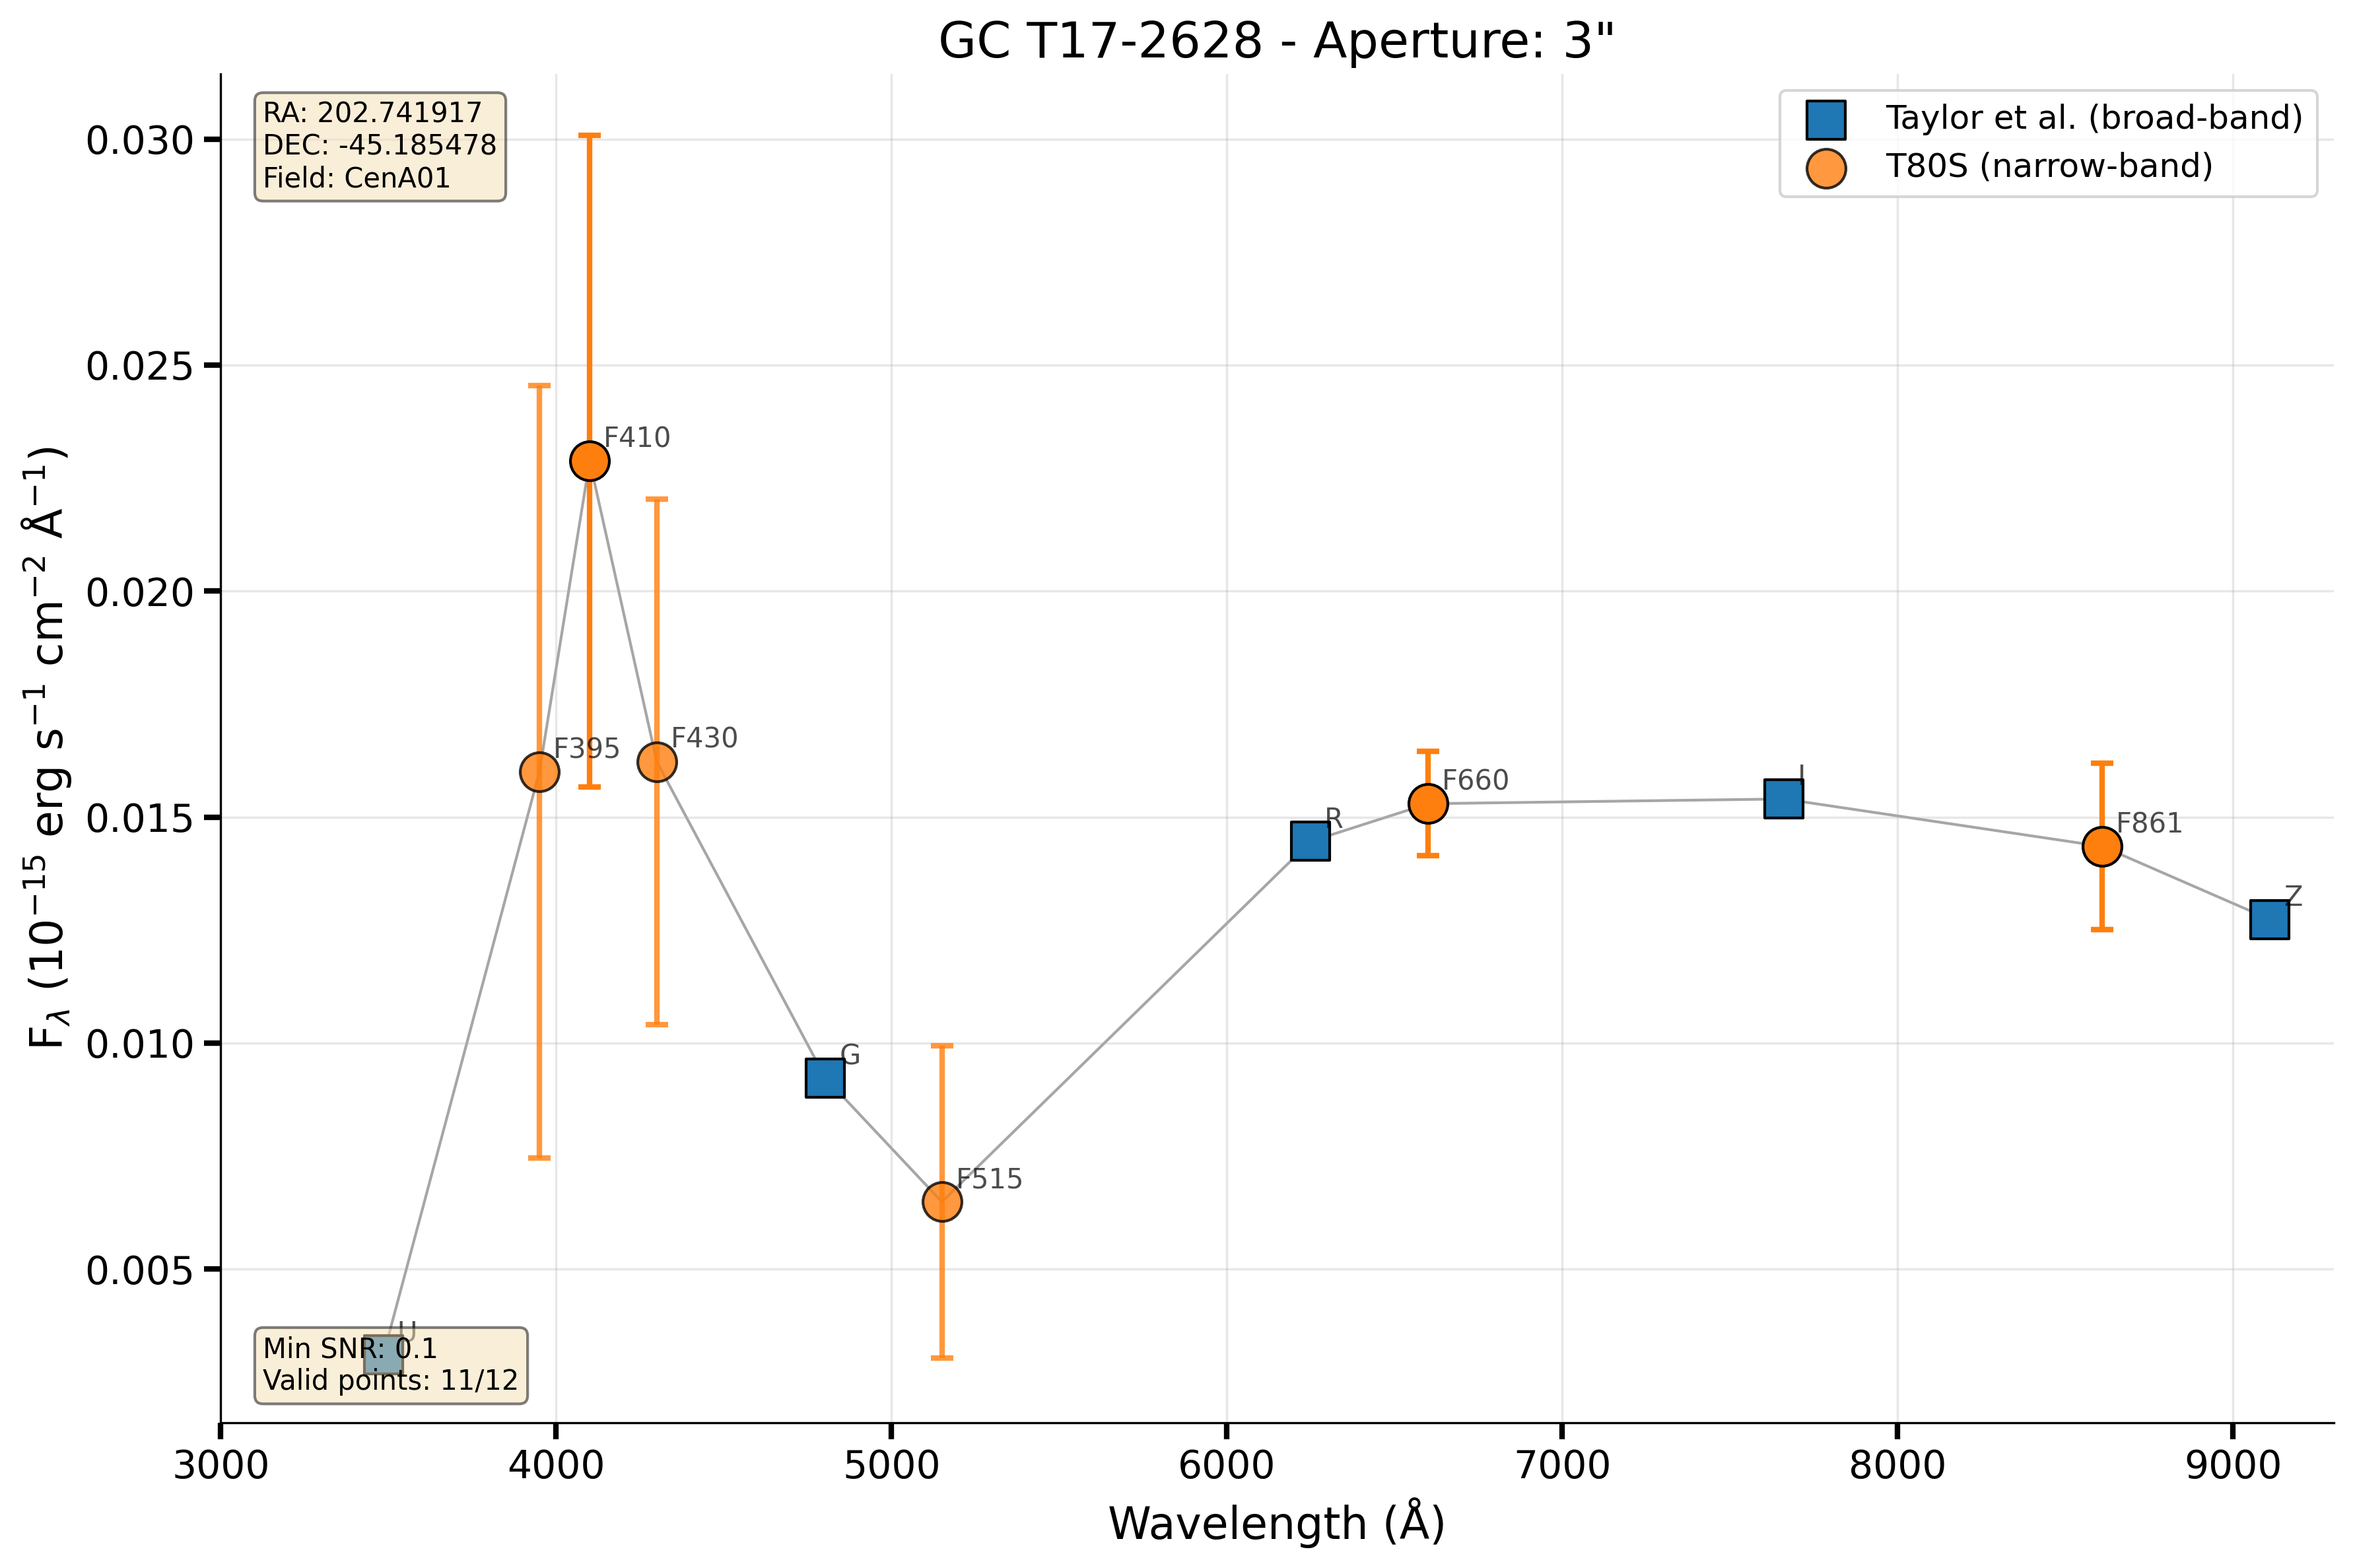 GC T17-2628 - Aperture: 3"
RA: 202.741917
DEC: -45.185478
Field: CenA01
Taylor et al. (broad-band)
T80S (narrow-band)
F_λ (10⁻¹⁵ erg s⁻¹ cm⁻² Å⁻¹)
0.030
0.025
0.020
0.015
0.010
0.005
F410
F395
F430
F660
I
R
F861
Z
G
F515
U
Min SNR: 0.1
Valid points: 11/12
3000 4000 5000 6000 7000 8000 9000
Wavelength (Å)